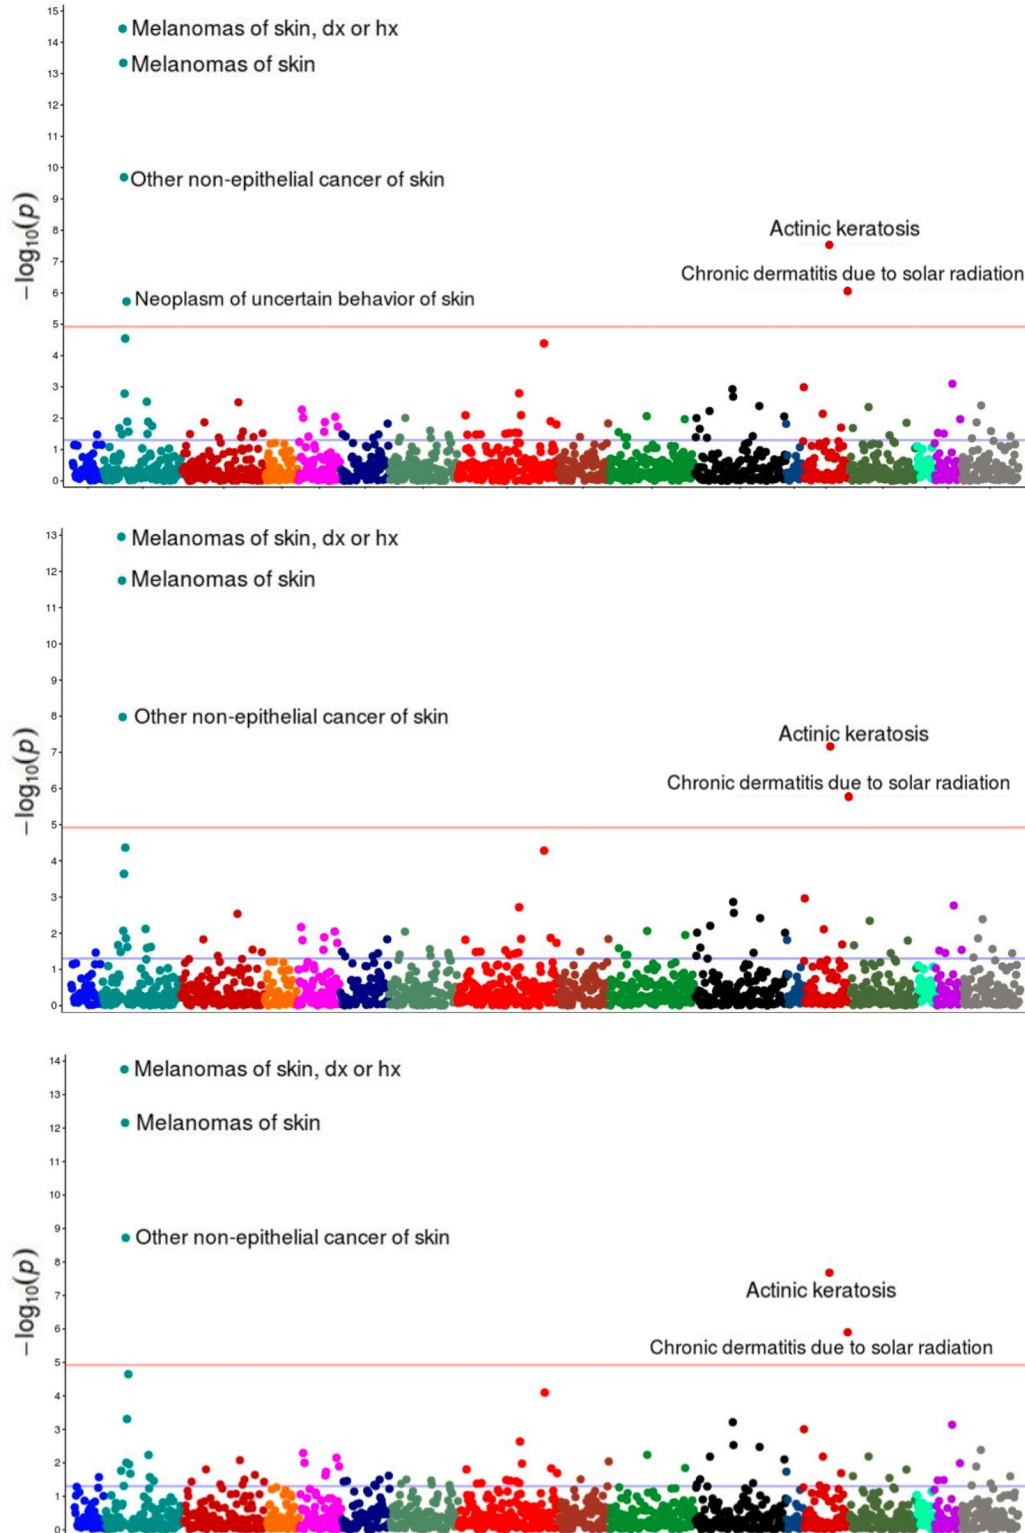 15
14
Melanomas of skin, dx or hx
13
Melanomas of skin
12
11
10
Other non-epithelial cancer of skin
9
8
Actinic keratosis
7
Chronic dermatitis due to solar radiation
6
Neoplasm of uncertain behavior of skin
5
4
3
2
1
0
−log10(p)
13
Melanomas of skin, dx or hx
12
Melanomas of skin
11
10
9
8
Other non-epithelial cancer of skin
Actinic keratosis
7
6
Chronic dermatitis due to solar radiation
5
4
3
2
1
0
−log10(p)
14
Melanomas of skin, dx or hx
13
Melanomas of skin
12
11
10
9
Other non-epithelial cancer of skin
8
7
Actinic keratosis
6
Chronic dermatitis due to solar radiation
5
4
3
2
1
0
−log10(p)